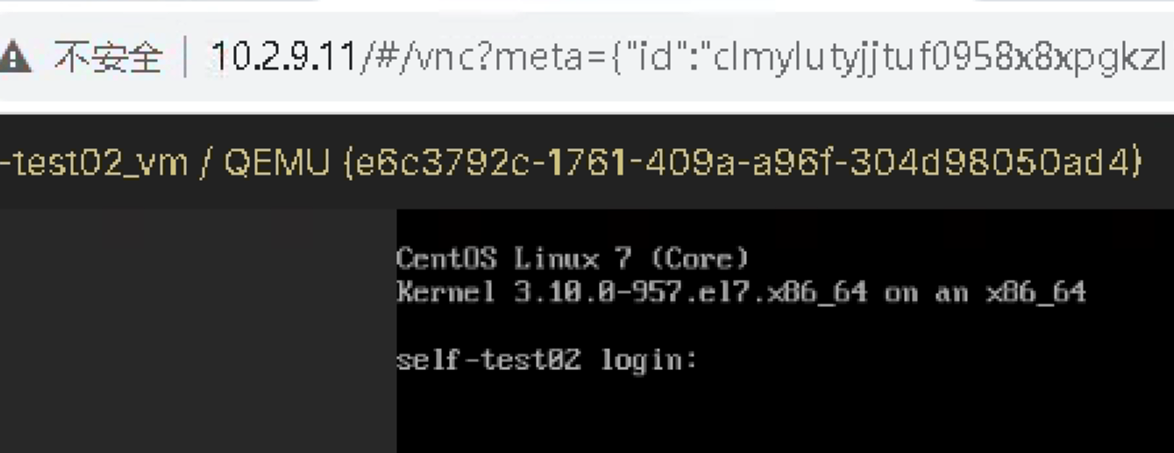 不安全 | 10.2.9.11/#/vnc?meta={"id":"clmylutyjjtuf0958x8xpgkzl
-test02_vm / QEMU (e6c3792c-1761-409a-a96f-304d98050ad4)
CentOS Linux 7 (Core)
Kernel 3.10.0-957.el7.x86_64 on an x86_64
self-test02 login: